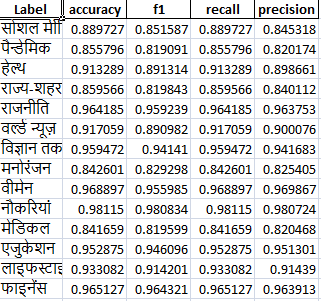 Label accuracy f1 recall precision
सोशल 0.889727 0.851587 0.889727 0.845318
पैन्डेमिक 0.855796 0.819091 0.855796 0.820174
हेल्थ 0.913289 0.891314 0.913289 0.898661
राज्य-शहर 0.859566 0.819843 0.859566 0.840112
राजनीति 0.964185 0.959239 0.964185 0.963753
वर्ल्ड न्यूज़ 0.917059 0.890982 0.917059 0.900076
विज्ञान तक 0.959472 0.94141 0.959472 0.941683
मनोरंजन 0.842601 0.829298 0.842601 0.825405
वीमेन 0.968897 0.955985 0.968897 0.969867
नौकरियां 0.98115 0.980834 0.98115 0.980724
मेडिकल 0.841659 0.819599 0.841659 0.820468
एजुकेशन 0.952875 0.946096 0.952875 0.951301
लाइफस्टाइ 0.933082 0.914201 0.933082 0.91439
फाइनेंस 0.965127 0.964321 0.965127 0.963913